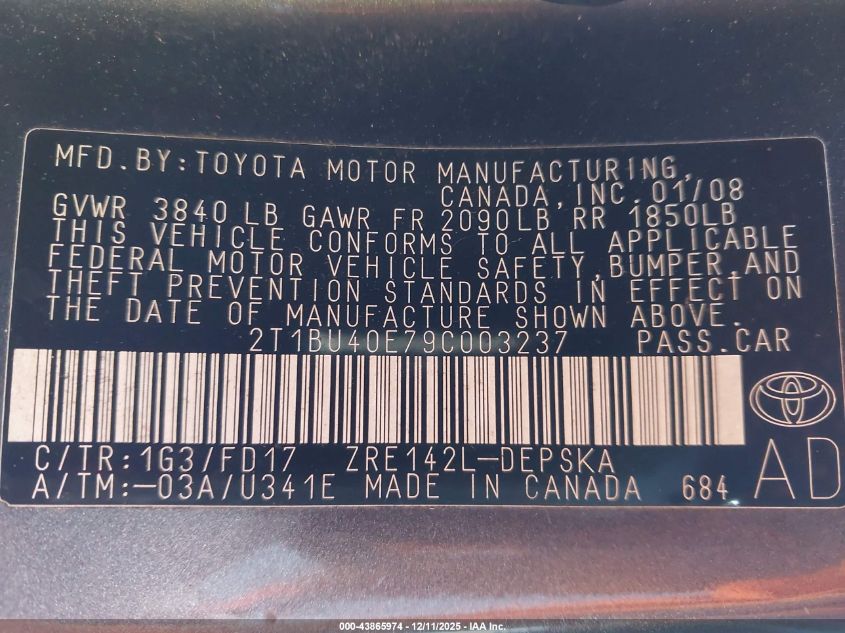 MFD.BY:TOYOTA MOTOR MANUFACTURING,
CANADA,INC.01/08
GVWR 3840 LB GAWR FR 2090LB RR 1850LB
THIS VEHICLE CONFORMS TO ALL APPLICABLE
FEDERAL MOTOR VEHICLE SAFETY,BUMPER,AND
THEFT PREVENTION STANDARDS IN EFFECT ON
THE DATE OF MANUFACTURE SHOWN ABOVE.
2T1BU40E79C003237 PASS.CAR
C/TR:1G3/FD17 ZRE142L-DEPSKA AD
A/TM:-03A/U341E MADE IN CANADA 684
000-43865974 - 12/11/2025 - IAA Inc.